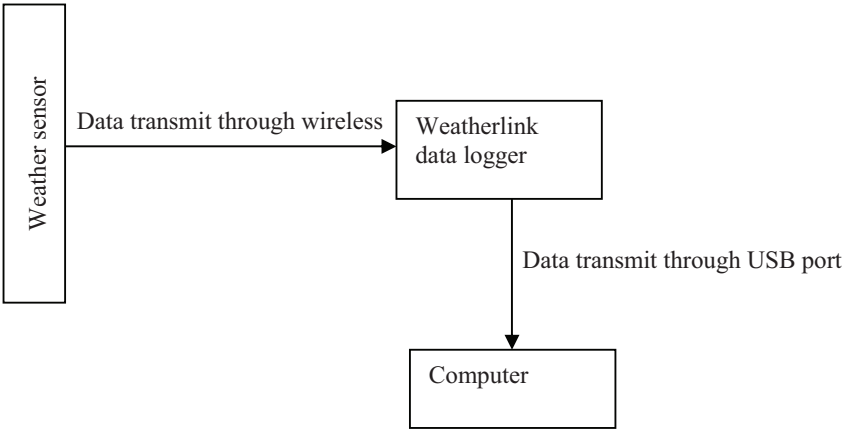 Weather sensor
Data transmit through wireless
Weatherlink
data logger
Data transmit through USB port
Computer